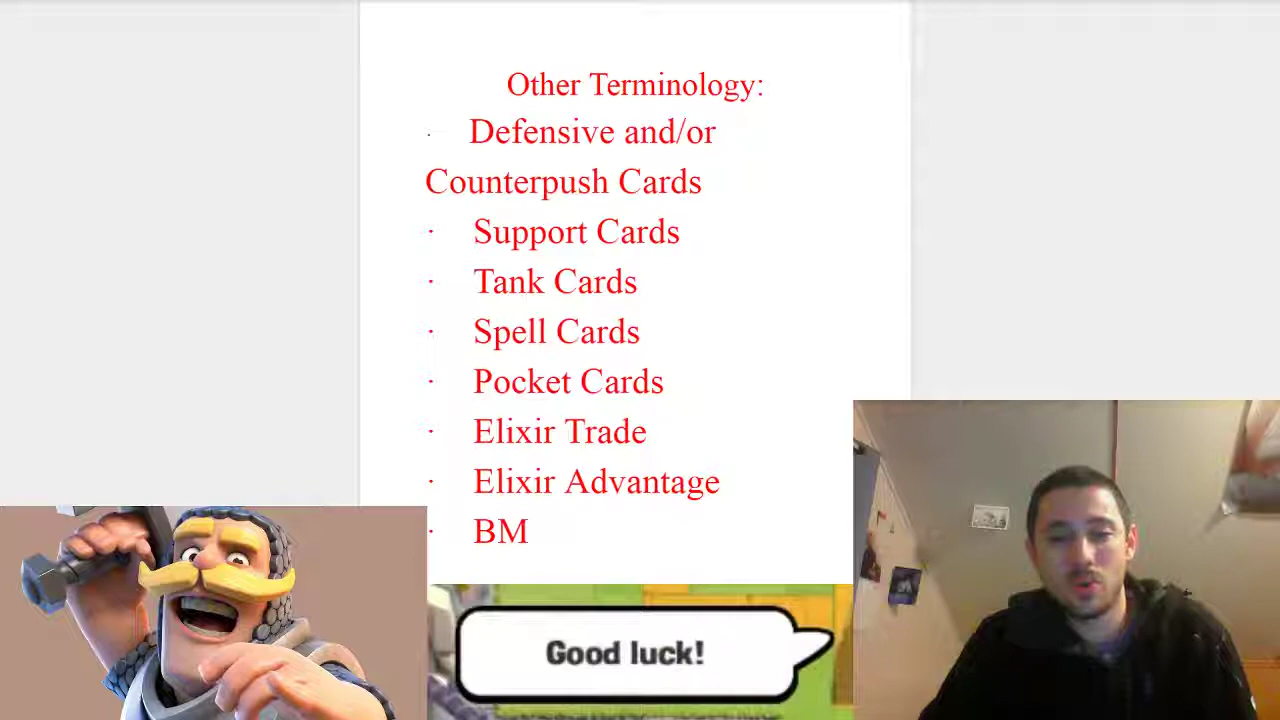 Other Terminology:
· Defensive and/or
Counterpush Cards
· Support Cards
· Tank Cards
· Spell Cards
· Pocket Cards
· Elixir Trade
· Elixir Advantage
· BM
Good luck!